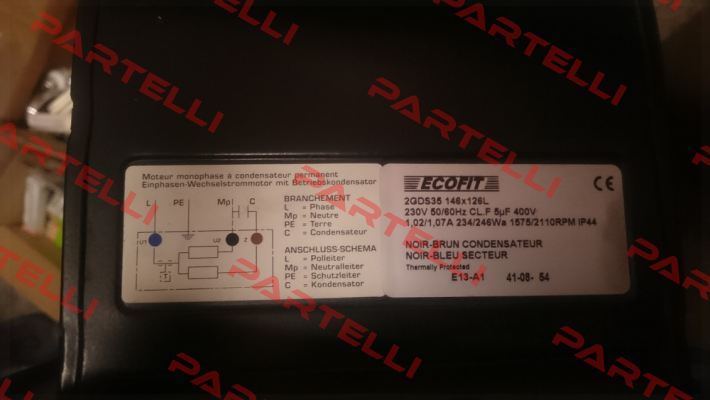 PARTELLI
PARTELLI
PARTELLI
Moteur monophase à condensateur permanent
Einphasen-Wechselstrommotor mit Betriebskondensator
L PE Mp C
U1 U2 Z
T
BRANCHEMENT
L = Phase
Mp = Neutre
PE = Terre
C = Condensateur
ANSCHLUSS-SCHEMA
L = Polleiter
Mp = Neutralleiter
PE = Schutzleiter
C = Kondensator
ECOFIT CE
2GDS35 146x126L
230V 50/60Hz CL.F 5µF 400V
1,02/1,07A 234/246Wa 1575/2110RPM IP44
NOIR-BRUN CONDENSATEUR
NOIR-BLEU SECTEUR
Thermally Protected
E13-A1 41-08- 54
PARTELLI
PARTELLI
PARTELLI
PARTELLI